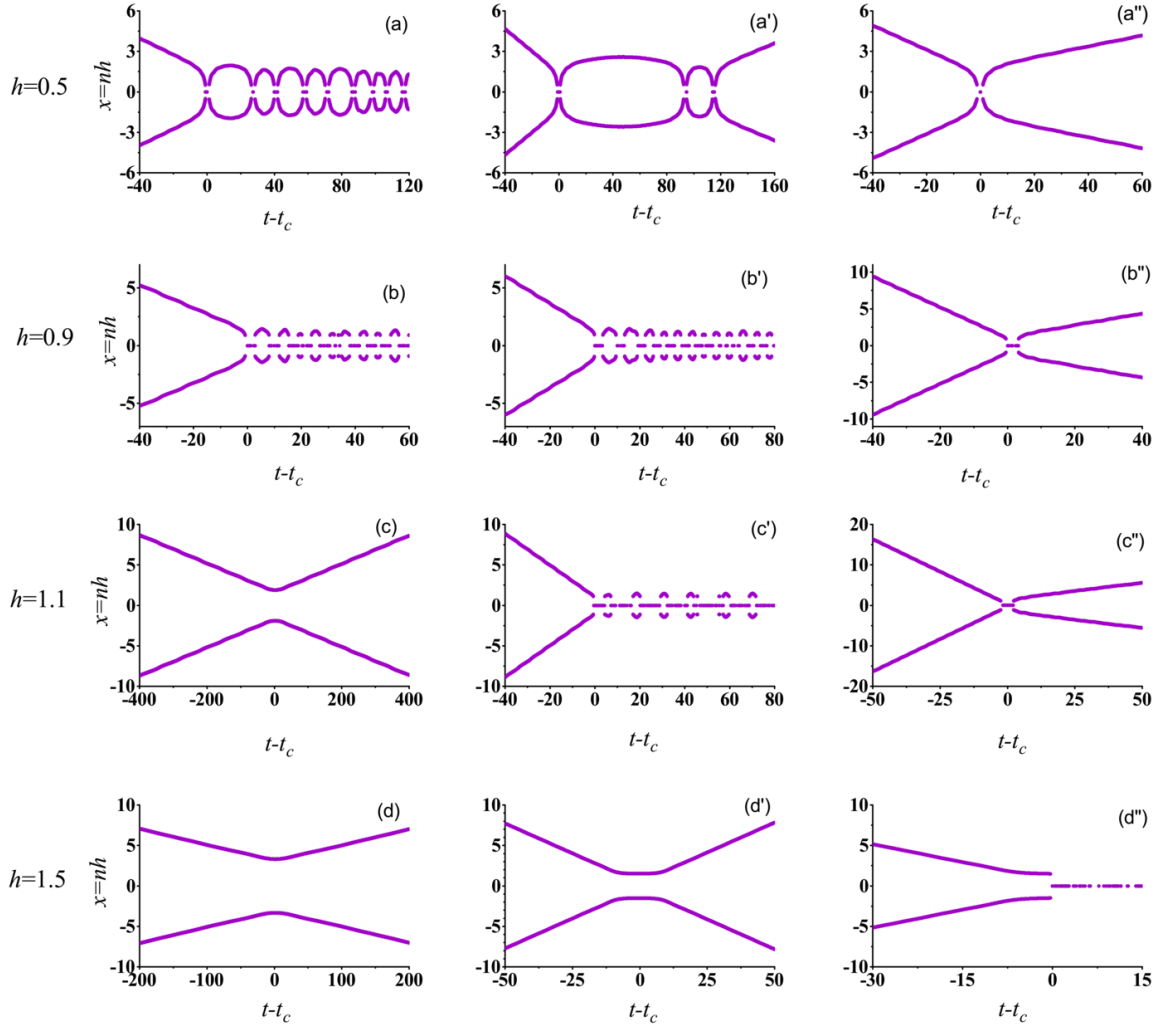 h=0.5
x=nh
6
3
0
-3
-6
(a)
-40 0 40 80 120
t-t_c
6
3
0
-3
-6
(a')
-40 0 40 80 120 160
t-t_c
6
3
0
-3
-6
(a")
-40 -20 0 20 40 60
t-t_c
h=0.9
x=nh
5
0
-5
(b)
-40 -20 0 20 40 60
t-t_c
5
0
-5
(b')
-40 -20 0 20 40 60 80
t-t_c
10
5
0
-5
-10
(b")
-40 -20 0 20 40
t-t_c
h=1.1
x=nh
10
5
0
-5
-10
(c)
-400 -200 0 200 400
t-t_c
10
5
0
-5
-10
(c')
-40 -20 0 20 40 60 80
t-t_c
20
10
0
-10
-20
(c")
-50 -25 0 25 50
t-t_c
h=1.5
x=nh
10
5
0
-5
-10
(d)
-200 -100 0 100 200
t-t_c
10
5
0
-5
-10
(d')
-50 -25 0 25 50
t-t_c
10
5
0
-5
-10
(d")
-30 -15 0 15
t-t_c